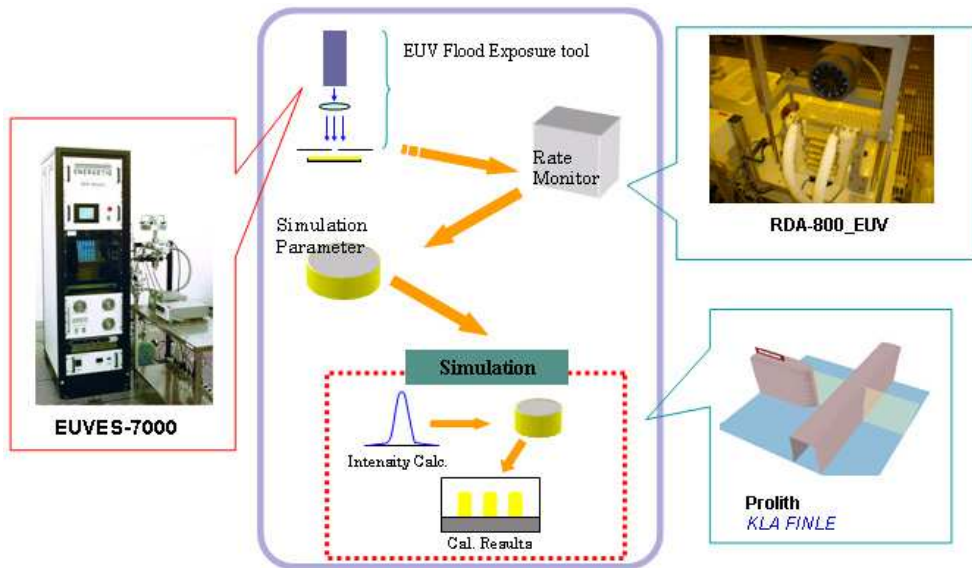 EUV Flood Exposure tool
Rate
Monitor
RDA-800_EUV
Simulation
Parameter
ENERGETIQ
EUVES-7000
Simulation
Intensity Calc.
Cal. Results
Prolith
KLA FINLE